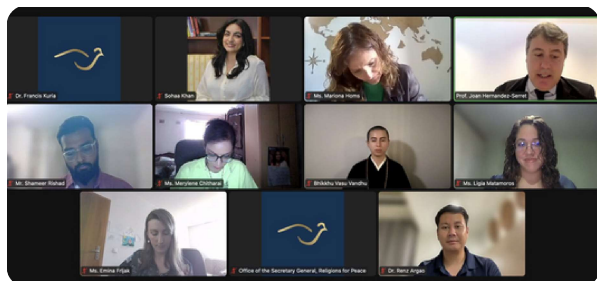 Dr. Francis Kuria
Sohaa Khan
Ms. Mariona Homs
Prof. Joan Hernandez-Serret
Mr. Shameer Rishad
Ms. Merylene Chitharai
Bhikkhu Vasu Vandhu
Ms. Ligia Matamoros
Ms. Emina Frljak
Office of the Secretary General, Religions for Peace
Dr. Renz Argao